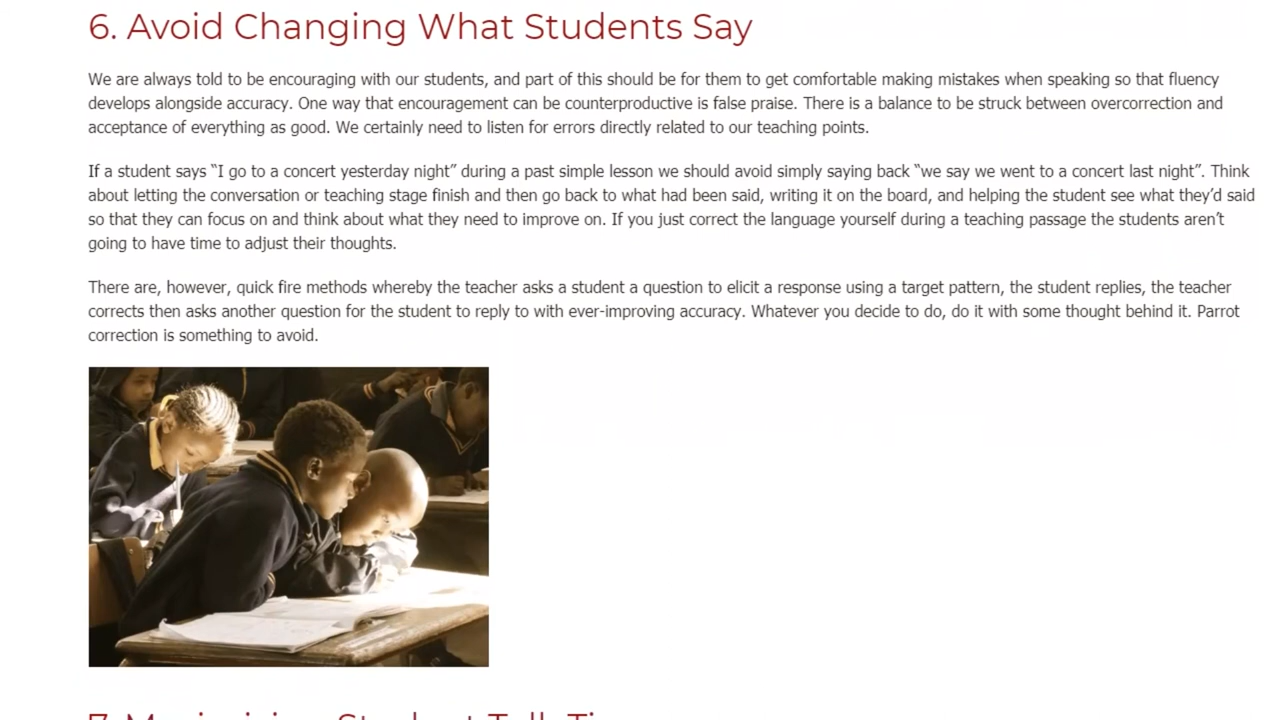 6. Avoid Changing What Students Say
We are always told to be encouraging with our students, and part of this should be for them to get comfortable making mistakes when speaking so that fluency
develops alongside accuracy. One way that encouragement can be counterproductive is false praise. There is a balance to be struck between overcorrection and
acceptance of everything as good. We certainly need to listen for errors directly related to our teaching points.
If a student says “I go to a concert yesterday night” during a past simple lesson we should avoid simply saying back “we say we went to a concert last night”. Think
about letting the conversation or teaching stage finish and then go back to what had been said, writing it on the board, and helping the student see what they’d said
so that they can focus on and think about what they need to improve on. If you just correct the language yourself during a teaching passage the students aren’t
going to have time to adjust their thoughts.
There are, however, quick fire methods whereby the teacher asks a student a question to elicit a response using a target pattern, the student replies, the teacher
corrects then asks another question for the student to reply to with ever-improving accuracy. Whatever you decide to do, do it with some thought behind it. Parrot
correction is something to avoid.
7. Student Talk